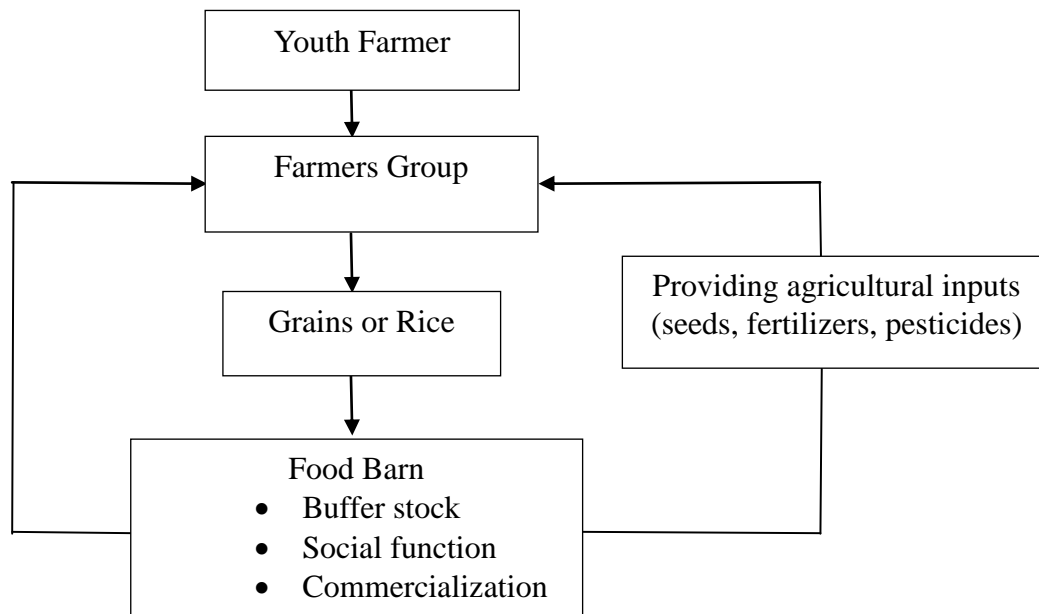 Youth Farmer
Farmers Group
Grains or Rice
Providing agricultural inputs
(seeds, fertilizers, pesticides)
Food Barn
• Buffer stock
• Social function
• Commercialization